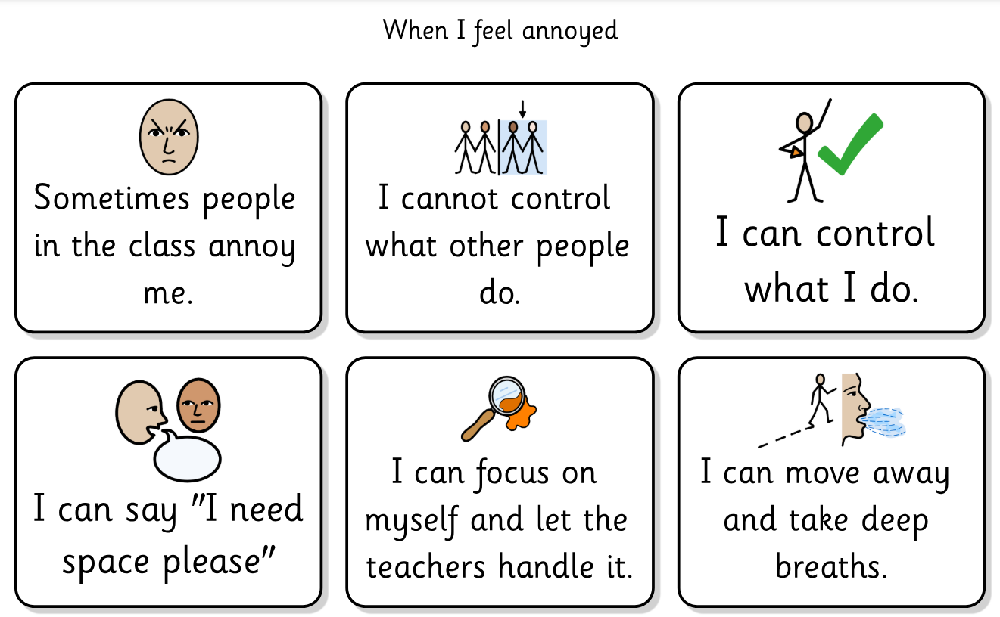 When I feel annoyed
Sometimes people
in the class annoy
me.
I cannot control
what other people
do.
I can control
what I do.
I can say "I need
space please"
I can focus on
myself and let the
teachers handle it.
I can move away
and take deep
breaths.